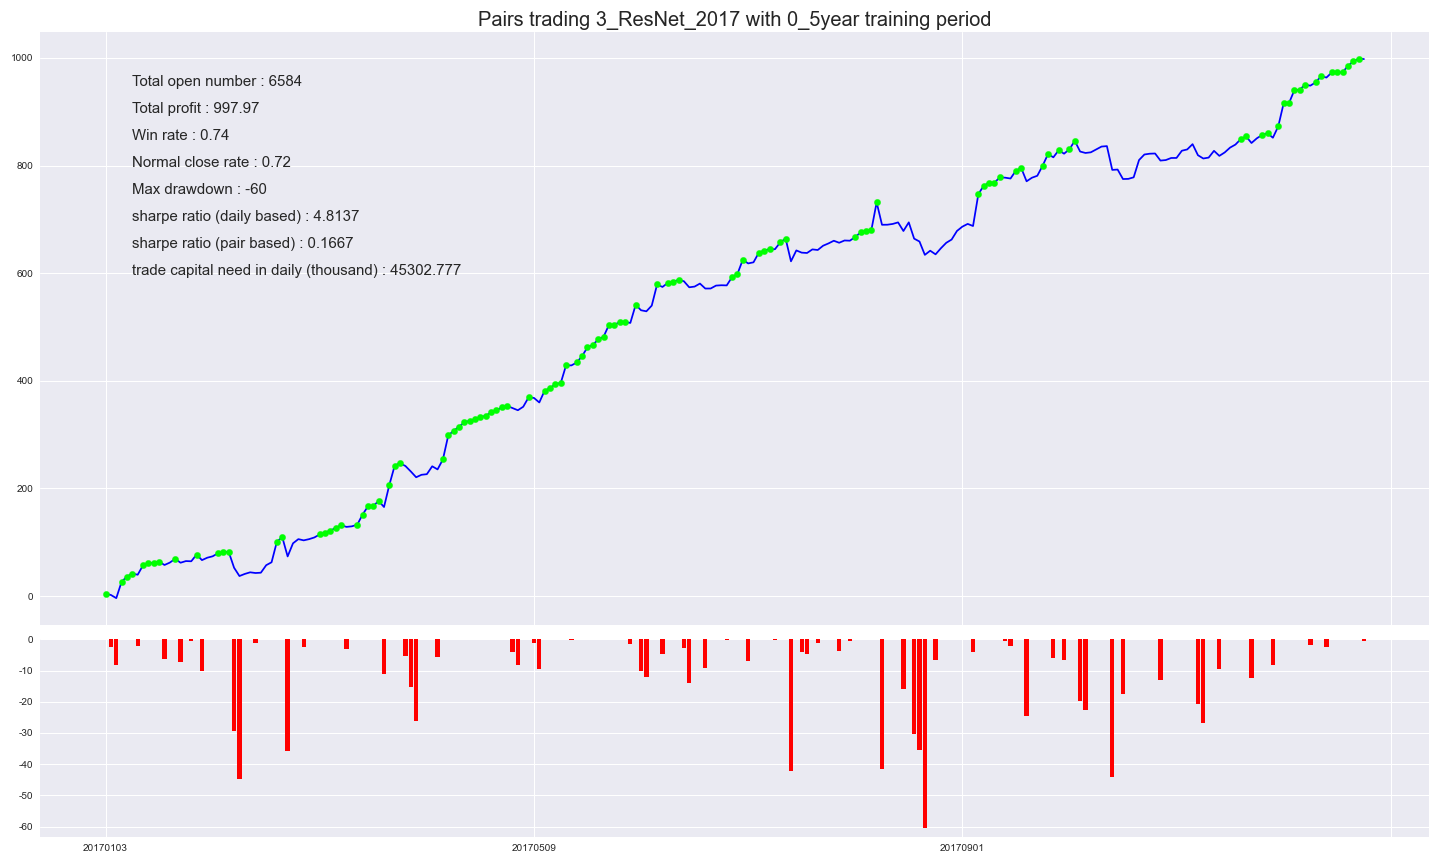 Pairs trading 3_ResNet_2017 with 0_5year training period
1000
800
600
400
200
0
Total open number : 6584
Total profit : 997.97
Win rate : 0.74
Normal close rate : 0.72
Max drawdown : -60
sharpe ratio (daily based) : 4.8137
sharpe ratio (pair based) : 0.1667
trade capital need in daily (thousand) : 45302.777
0
-10
-20
-30
-40
-50
-60
20170103 20170509 20170901